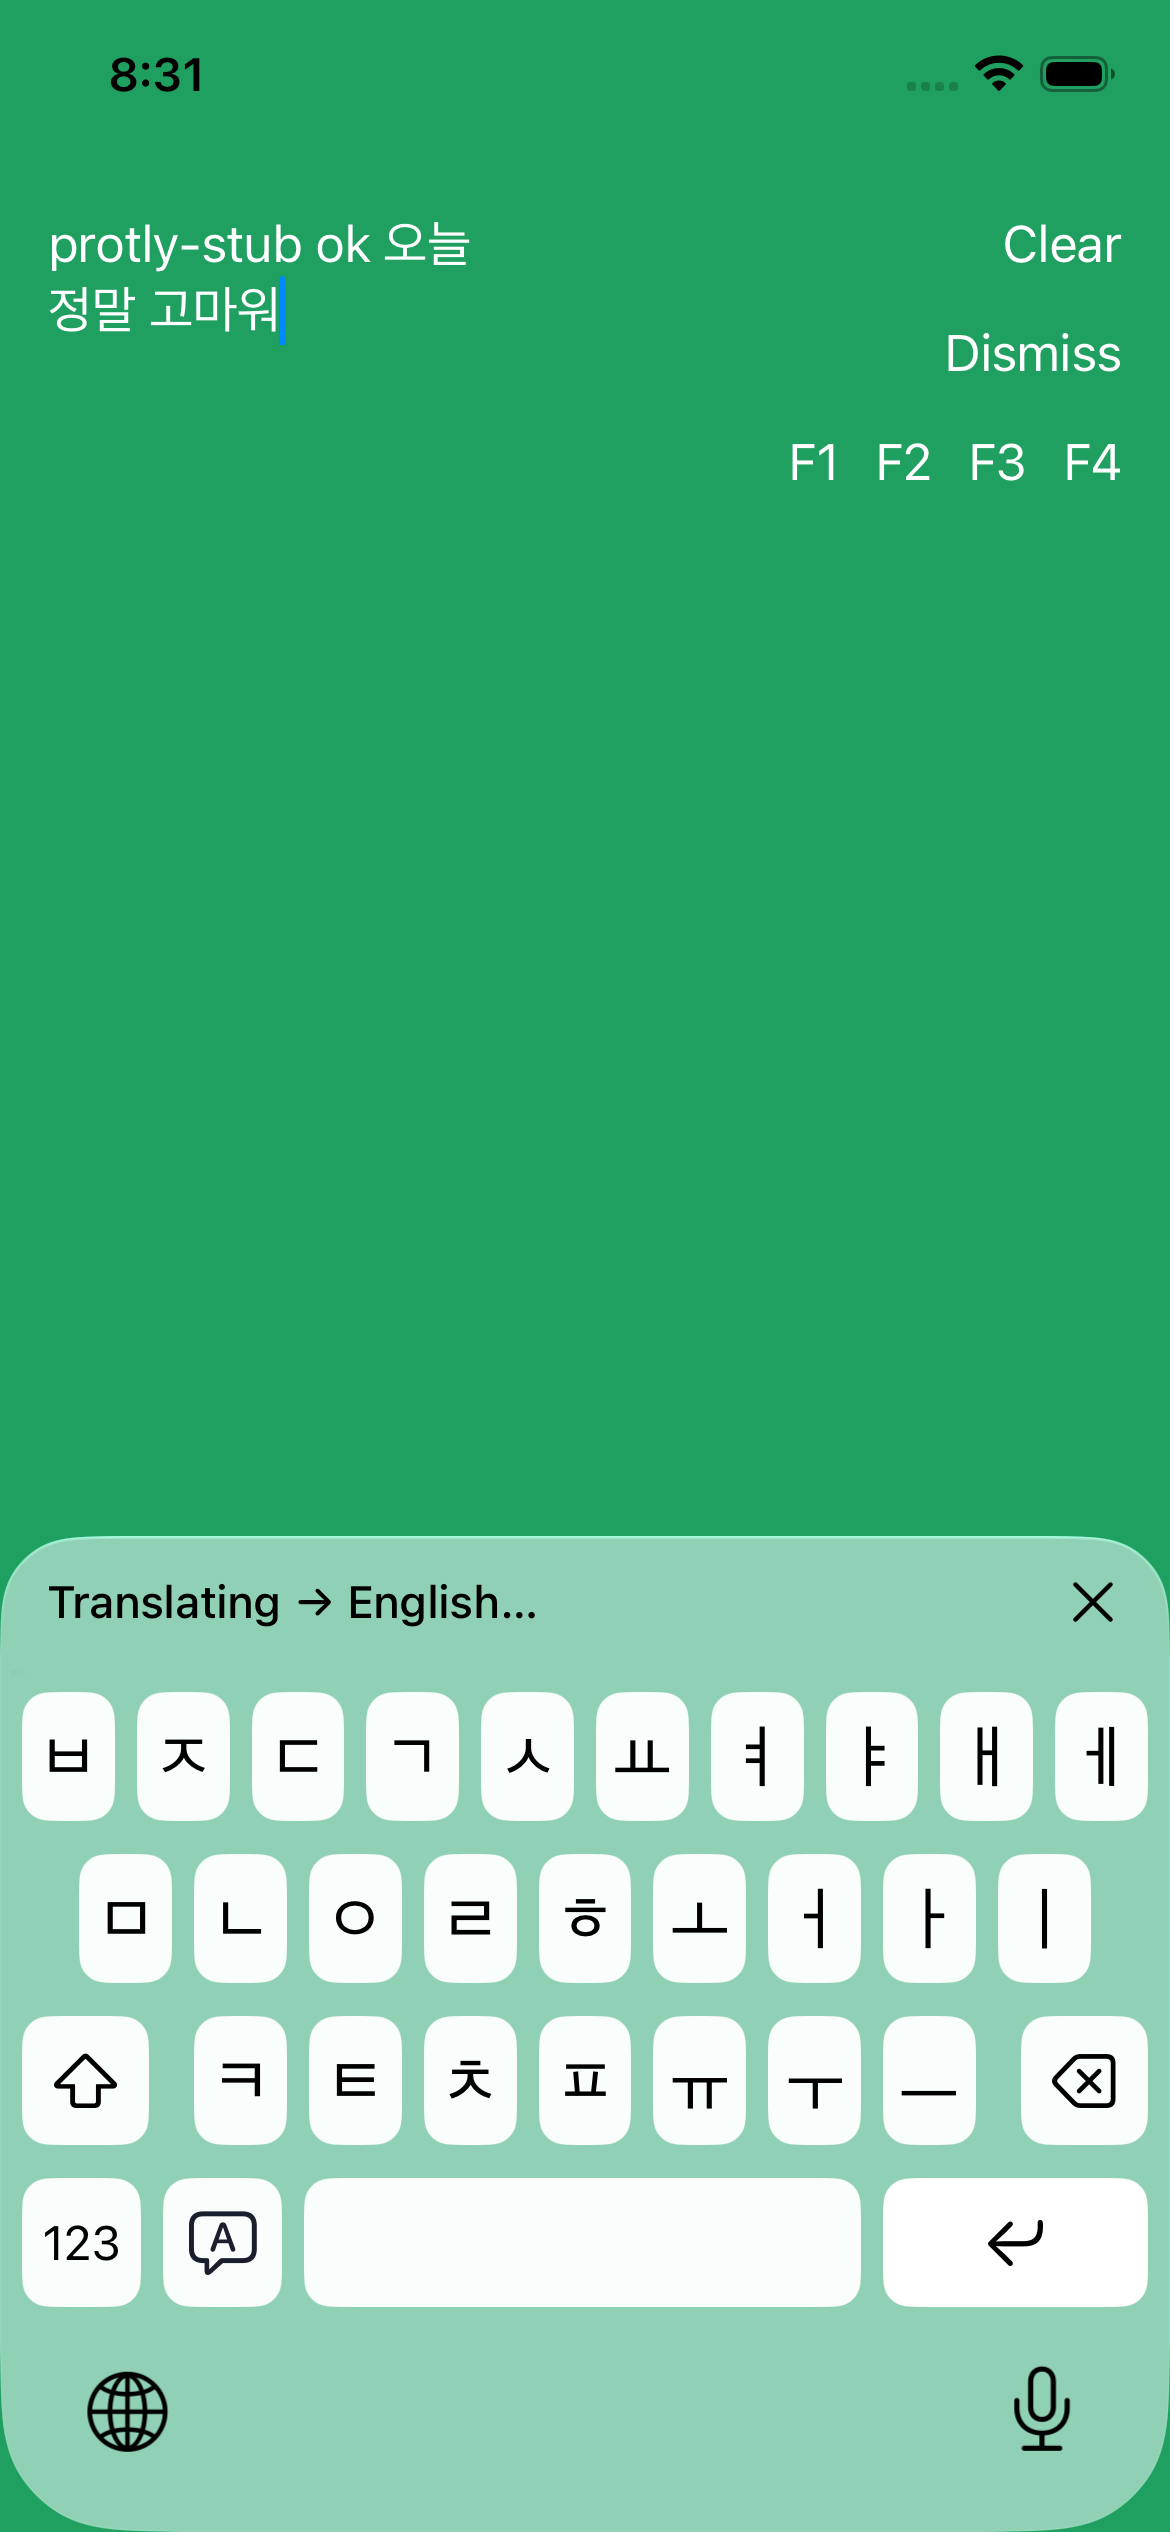 8:31
protly-stub ok 오늘
정말 고마워
Clear
Dismiss
F1 F2 F3 F4
Translating → English...
ㅂ ㅈ ㄷ ㄱ ㅅ ㅛ ㅕ ㅑ ㅐ ㅔ
ㅁ ㄴ ㅇ ㄹ ㅎ ㅗ ㅓ ㅏ ㅣ
ㅋ ㅌ ㅊ ㅍ ㅠ ㅜ ㅡ
123 A